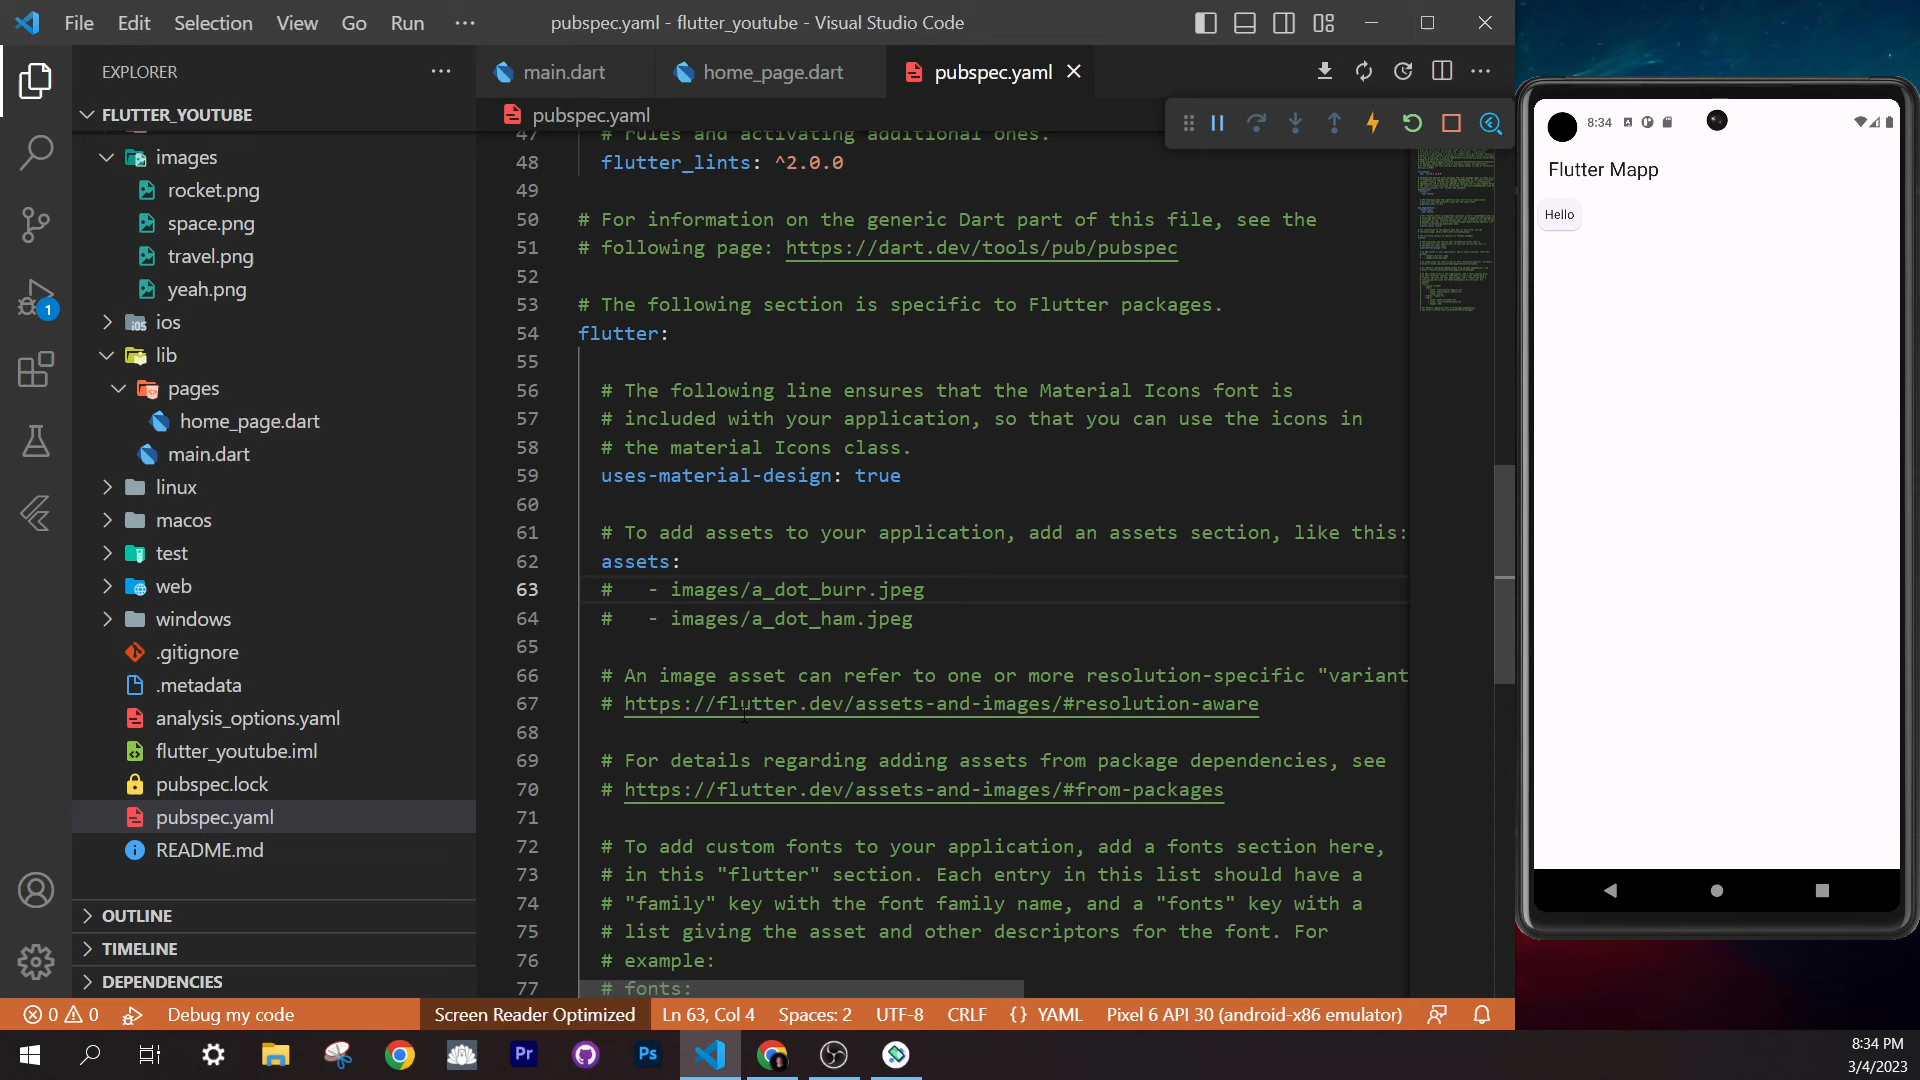 File Edit Selection View Go Run ···
pubspec.yaml - flutter_youtube - Visual Studio Code
EXPLORER
FLUTTER_YOUTUBE
images
rocket.png
space.png
travel.png
yeah.png
ios
lib
pages
home_page.dart
main.dart
linux
macos
test
web
windows
.gitignore
.metadata
analysis_options.yaml
flutter_youtube.iml
pubspec.lock
pubspec.yaml
README.md
OUTLINE
TIMELINE
DEPENDENCIES
main.dart home_page.dart pubspec.yaml
pubspec.yaml
47 # rules and activating additional ones.
48 flutter_lints: ^2.0.0
49
50 # For information on the generic Dart part of this file, see the
51 # following page: https://dart.dev/tools/pub/pubspec
52
53 # The following section is specific to Flutter packages.
54 flutter:
55
56 # The following line ensures that the Material Icons font is
57 # included with your application, so that you can use the icons in
58 # the material Icons class.
59 uses-material-design: true
60
61 # To add assets to your application, add an assets section, like this:
62 assets:
63 #   - images/a_dot_burr.jpeg
64 #   - images/a_dot_ham.jpeg
65
66 # An image asset can refer to one or more resolution-specific "variant
67 # https://flutter.dev/assets-and-images/#resolution-aware
68
69 # For details regarding adding assets from package dependencies, see
70 # https://flutter.dev/assets-and-images/#from-packages
71
72 # To add custom fonts to your application, add a fonts section here,
73 # in this "flutter" section. Each entry in this list should have a
74 # "family" key with the font family name, and a "fonts" key with a
75 # list giving the asset and other descriptors for the font. For
76 # example:
77 # fonts:
8:34
Flutter Mapp
Hello
1
0 0 Debug my code Screen Reader Optimized Ln 63, Col 4 Spaces: 2 UTF-8 CRLF {} YAML Pixel 6 API 30 (android-x86 emulator)
Pr Ps
8:34 PM
3/4/2023